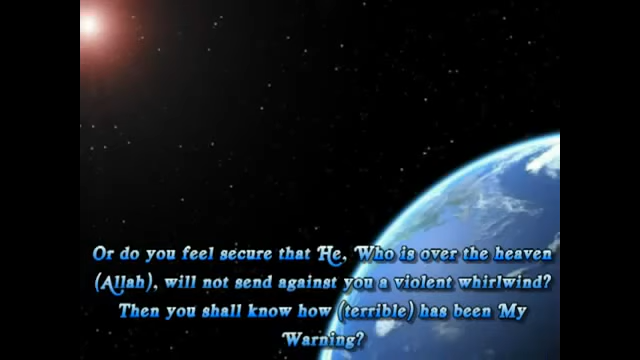 Or do you feel secure that He, Who is over the heaven
(Allah), will not send against you a violent whirlwind?
Then you shall know how (terrible) has been My
Warning?